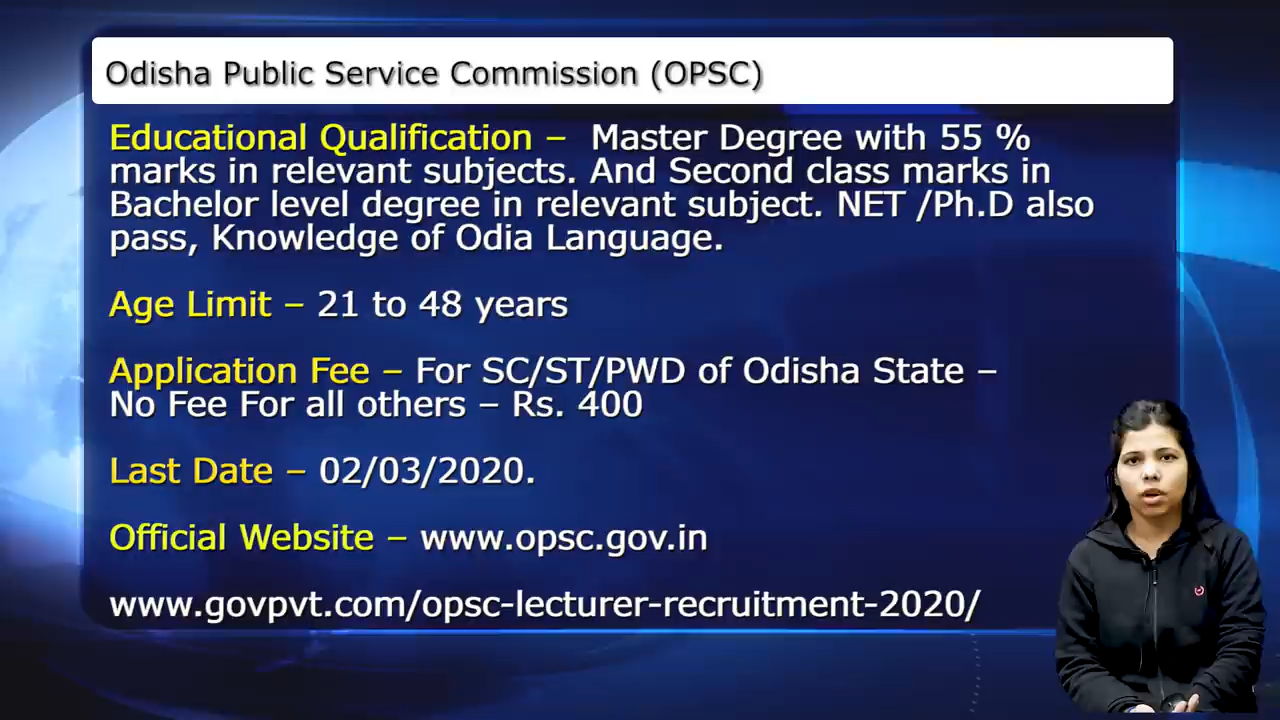 Odisha Public Service Commission (OPSC)
Educational Qualification – Master Degree with 55 %
marks in relevant subjects. And Second class marks in
Bachelor level degree in relevant subject. NET /Ph.D also
pass, Knowledge of Odia Language.
Age Limit – 21 to 48 years
Application Fee – For SC/ST/PWD of Odisha State –
No Fee For all others – Rs. 400
Last Date – 02/03/2020.
Official Website – www.opsc.gov.in
www.govpvt.com/opsc-lecturer-recruitment-2020/